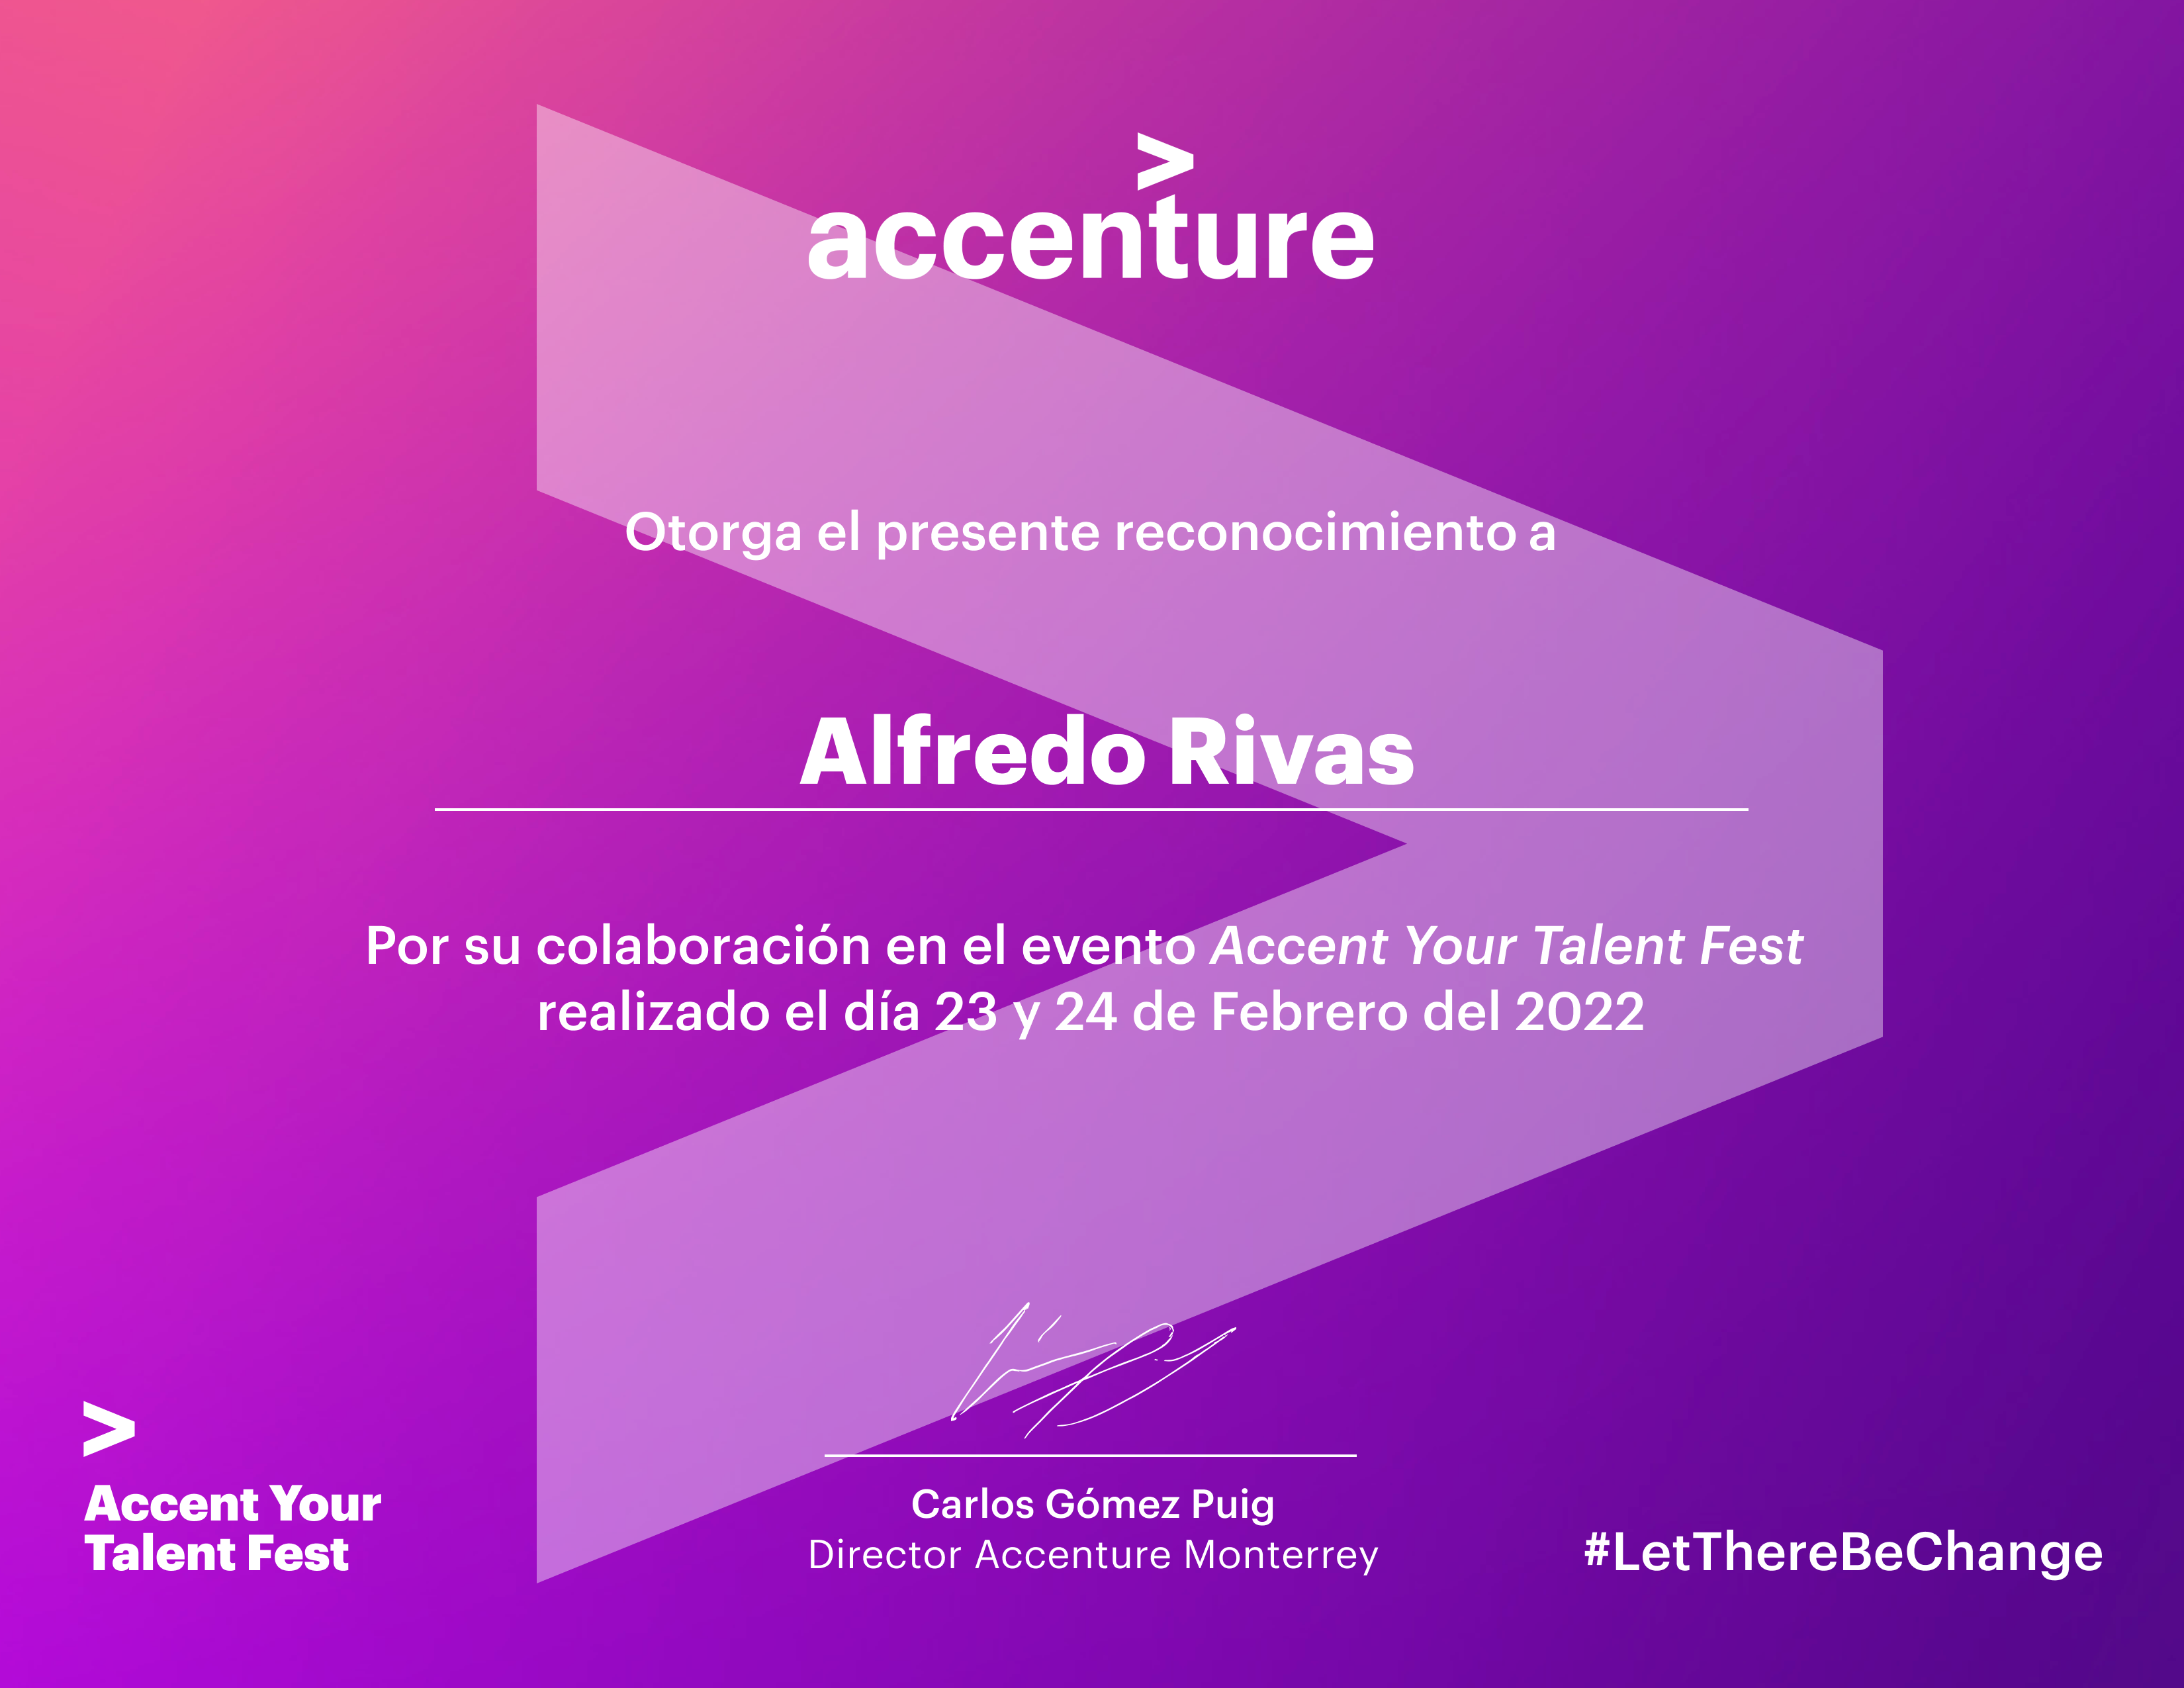 accenture
Otorga el presente reconocimiento a
Alfredo Rivas
Por su colaboración en el evento Accent Your Talent Fest
realizado el día 23 y 24 de Febrero del 2022
Carlos Gómez Puig
Director Accenture Monterrey
Accent Your
Talent Fest
#LetThereBeChange